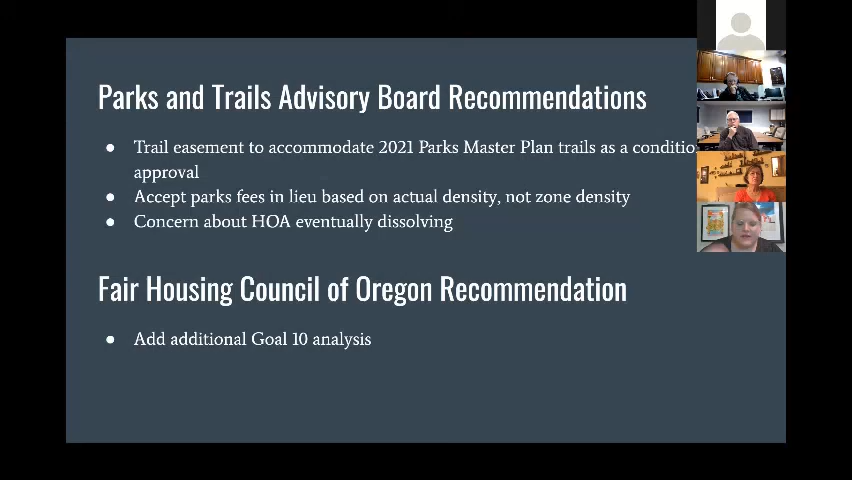 Parks and Trails Advisory Board Recommendations
● Trail easement to accommodate 2021 Parks Master Plan trails as a conditio
approval
● Accept parks fees in lieu based on actual density, not zone density
● Concern about HOA eventually dissolving
Fair Housing Council of Oregon Recommendation
● Add additional Goal 10 analysis